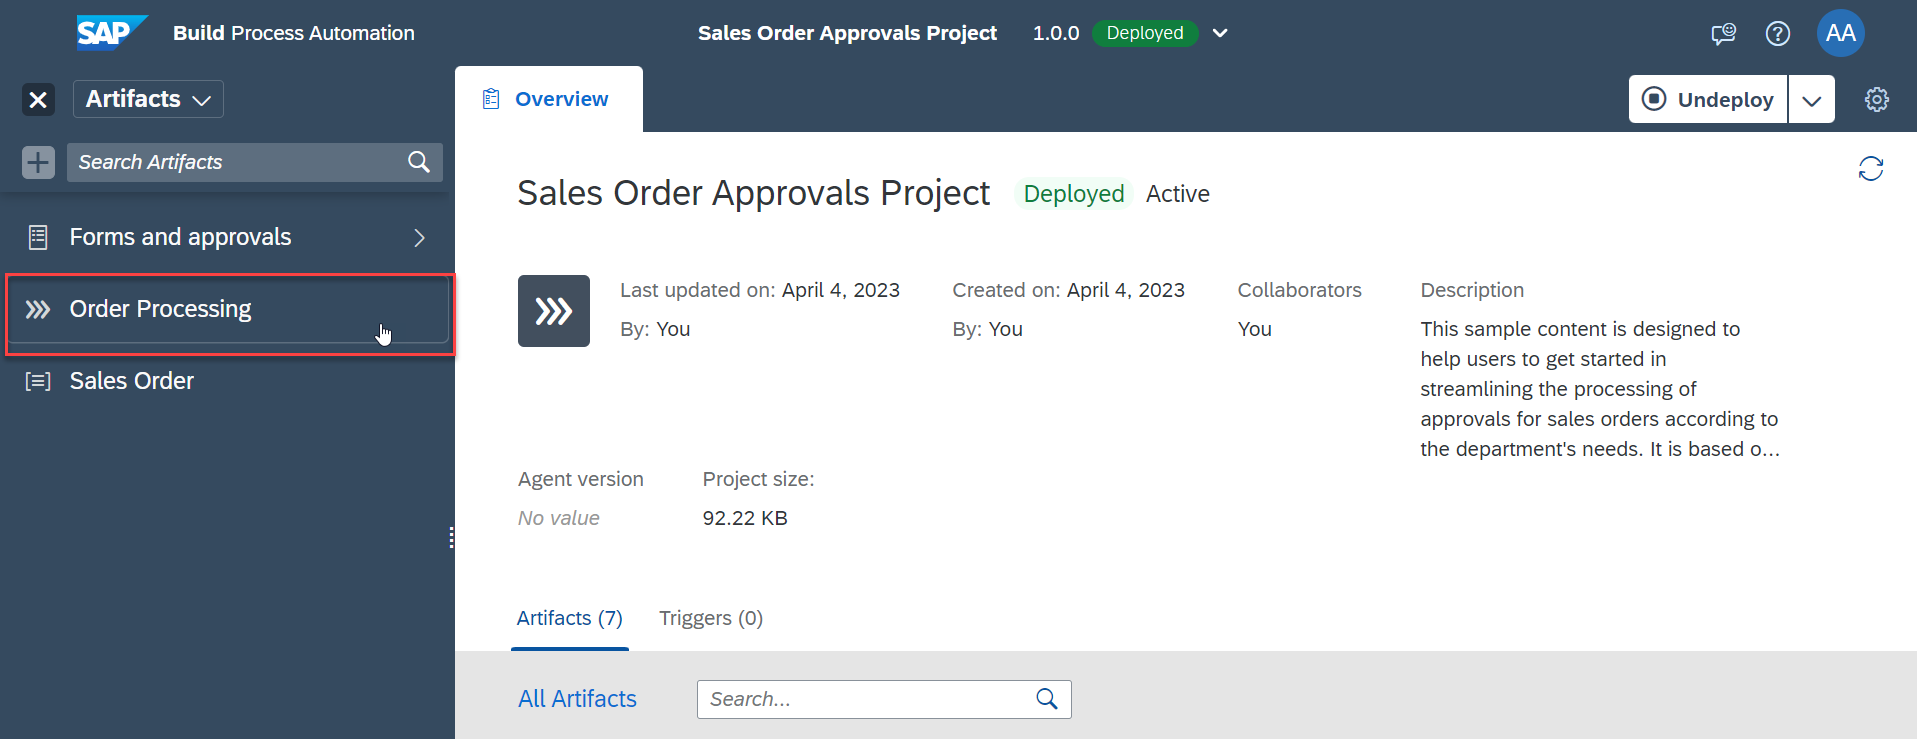 SAP Build Process Automation
Sales Order Approvals Project 1.0.0 Deployed
AA
Artifacts
Overview
Undeploy
Search Artifacts
Forms and approvals
Order Processing
Sales Order
Sales Order Approvals Project Deployed Active
Last updated on: April 4, 2023
By: You
Created on: April 4, 2023
By: You
Collaborators
You
Description
This sample content is designed to
help users to get started in
streamlining the processing of
approvals for sales orders according to
the department's needs. It is based o...
Agent version
No value
Project size:
92.22 KB
Artifacts (7) Triggers (0)
All Artifacts Search...